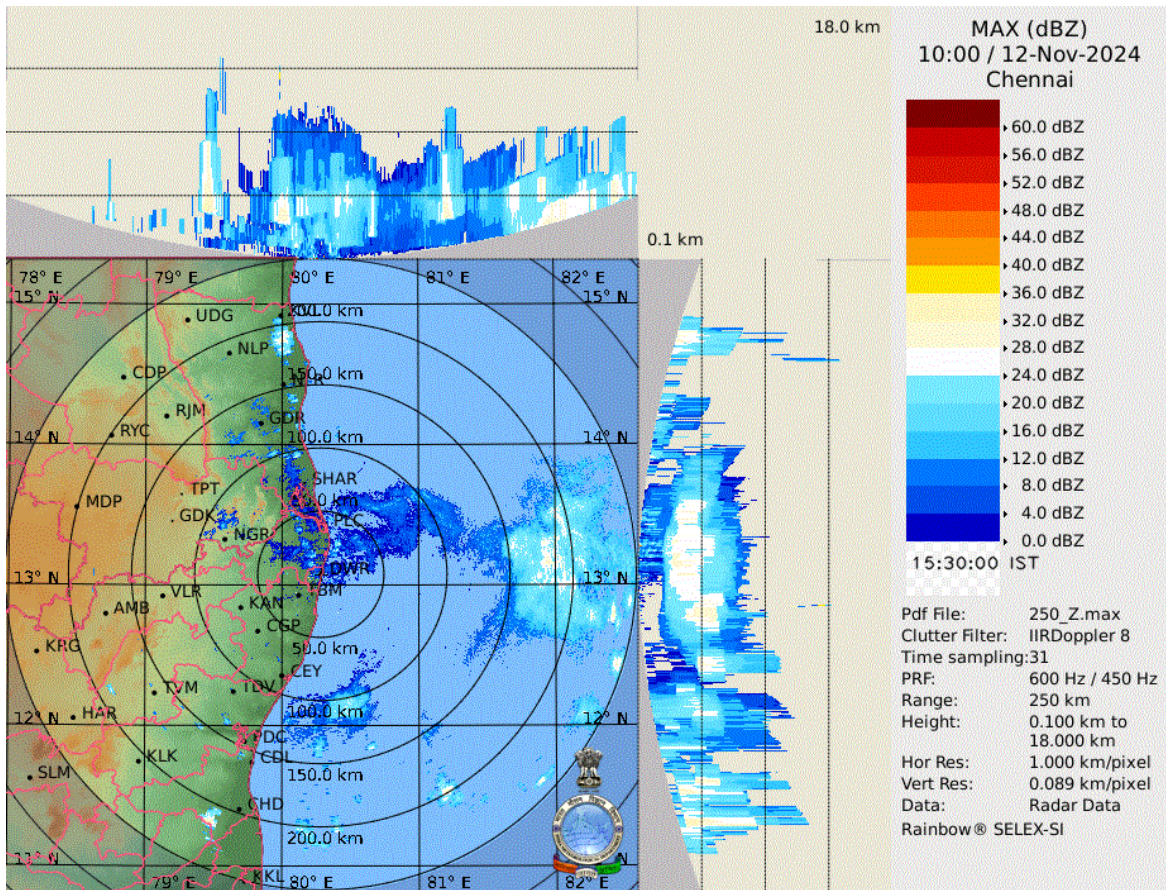 18.0 km
0.1 km
MAX (dBZ)
10:00 / 12-Nov-2024
Chennai
60.0 dBZ
56.0 dBZ
52.0 dBZ
48.0 dBZ
44.0 dBZ
40.0 dBZ
36.0 dBZ
32.0 dBZ
28.0 dBZ
24.0 dBZ
20.0 dBZ
16.0 dBZ
12.0 dBZ
8.0 dBZ
4.0 dBZ
0.0 dBZ
15:30:00 IST
Pdf File: 250_Z.max
Clutter Filter: IIRDoppler 8
Time sampling:31
PRF: 600 Hz / 450 Hz
Range: 250 km
Height: 0.100 km to
18.000 km
Hor Res: 1.000 km/pixel
Vert Res: 0.089 km/pixel
Data: Radar Data
Rainbow® SELEX-SI
78° E 79° E 80° E 81° E 82° E
15° N 15° N
UDG
NLP
CDP
150.0 km
RJM
GDR
RYC
14° N 100.0 km 14° N
SHAR
TPT
MDP
GDK
PLC
NGR
13° N 13° N
DWR
VLR
KAN
AMB
CGP
KPG
50.0 km
CEY
TVM
TDV
HAR
100.0 km
12° N 12° N
PDC
CDL
KLK
SLM
150.0 km
CHD
200.0 km
11° N 11° N
KKL
79° E 80° E 81° E 82° E